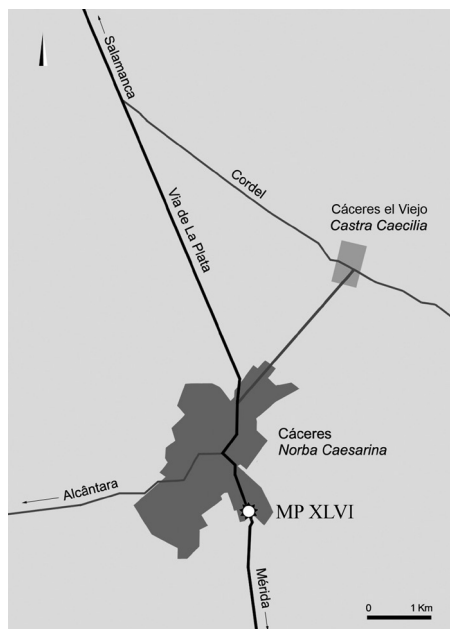 Salamanca
Cordel
Via de La Plata
Cáceres el Viejo
Castra Caecilia
Cáceres
Norba Caesarina
Alcântara
MP XLVI
Mérida
0 1 Km